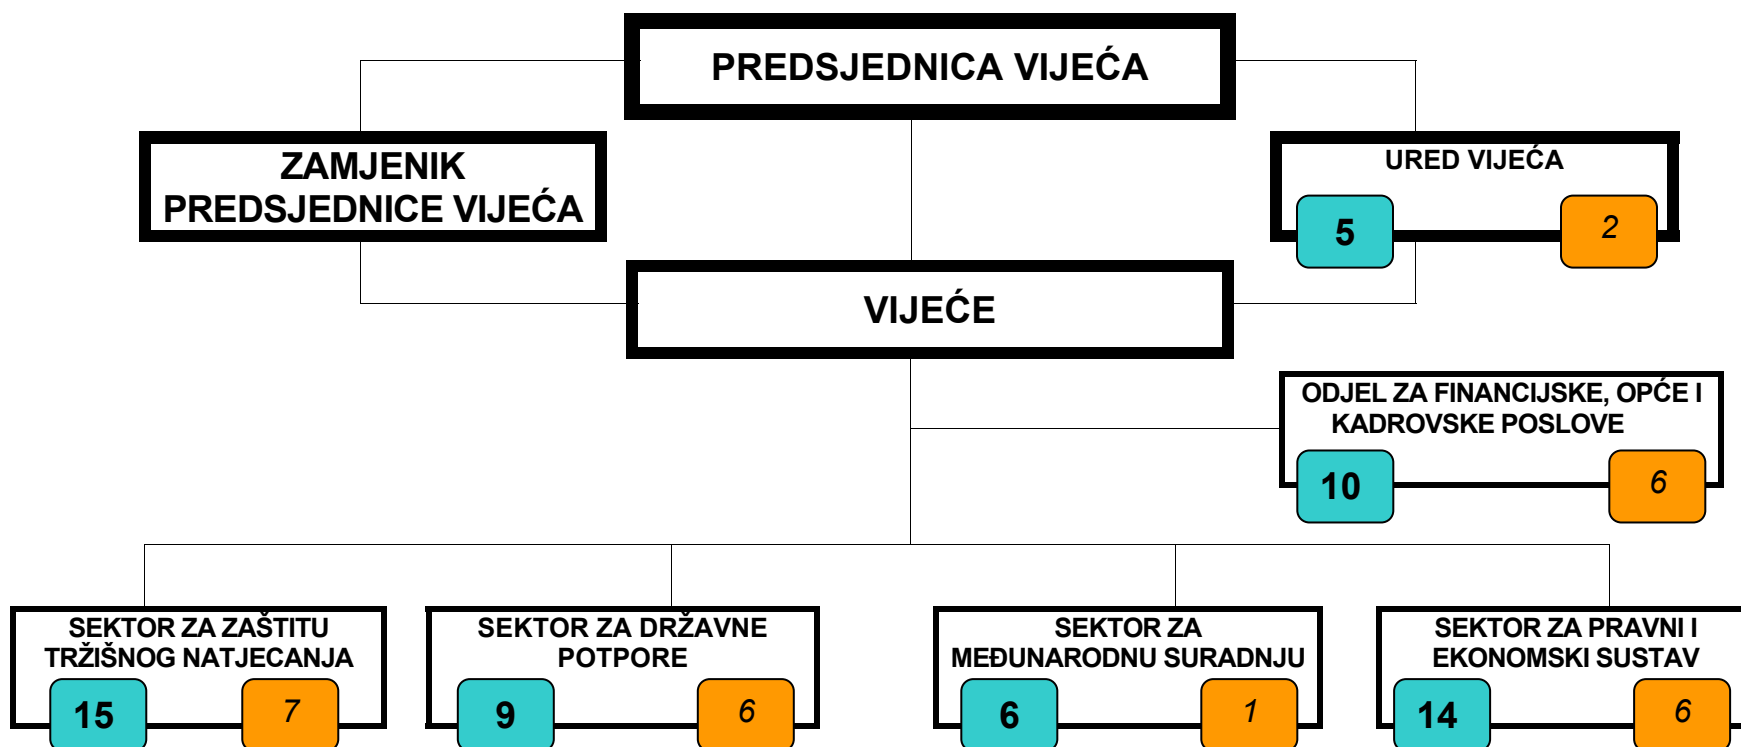 PREDSJEDNICA VIJEĆA
ZAMJENIK
PREDSJEDNICE VIJEĆA
URED VIJEĆA
5
2
VIJEĆE
ODJEL ZA FINANCIJSKE, OPĆE I
KADROVSKE POSLOVE
10
6
SEKTOR ZA ZAŠTITU
TRŽIŠNOG NATJECANJA
15
7
SEKTOR ZA DRŽAVNE
POTPORE
9
6
SEKTOR ZA
MEĐUNARODNU SURADNJU
6
1
SEKTOR ZA PRAVNI I
EKONOMSKI SUSTAV
14
6